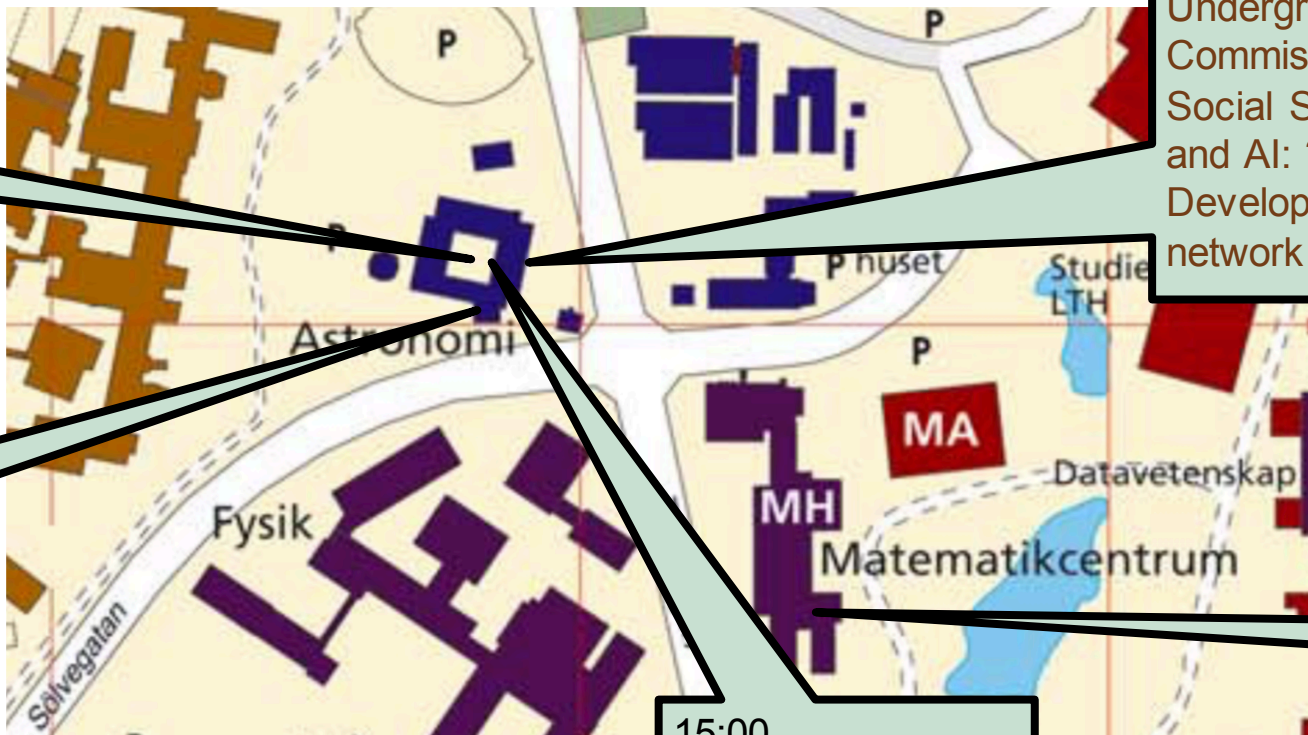 P
P
Undergr
Commis
Social S
and AI:
Develop
network
P
P huset
Studie
LTH
Astronomi
P
MA
Datavetenskap
MH
Fysik
Matematikcentrum
Sölvegatan
15:00